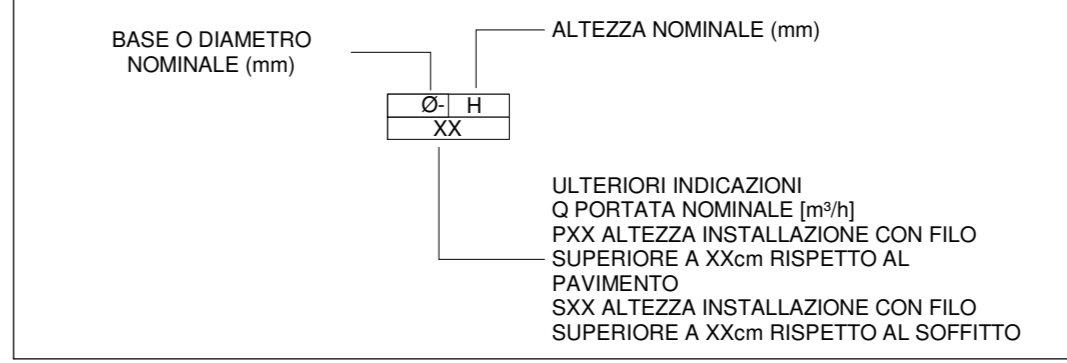 BASE O DIAMETRO
NOMINALE (mm)
ALTEZZA NOMINALE (mm)
Ø- H
XX
ULTERIORI INDICAZIONI
Q PORTATA NOMINALE [m³/h]
PXX ALTEZZA INSTALLAZIONE CON FILO
SUPERIORE A XXcm RISPETTO AL
PAVIMENTO
SXX ALTEZZA INSTALLAZIONE CON FILO
SUPERIORE A XXcm RISPETTO AL SOFFITTO